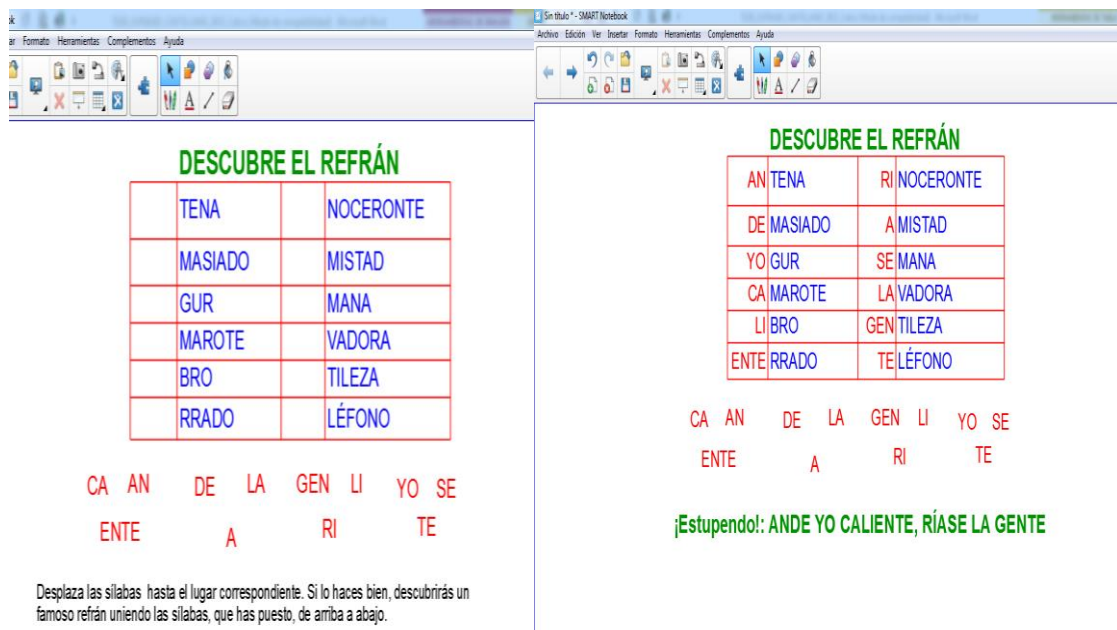 ok
ar Formato Herramientas Complementos Ayuda
DESCUBRE EL REFRÁN
TENA NOCERONTE
MASIADO MISTAD
GUR MANA
MAROTE VADORA
BRO TILEZA
RRADO LÉFONO
CA AN DE LA GEN LI YO SE
ENTE A RI TE
Desplaza las sílabas hasta el lugar correspondiente. Si lo haces bien, descubrirás un
famoso refrán uniendo las sílabas, que has puesto, de arriba a abajo.
Sin título * - SMART Notebook
Archivo Edición Ver Insertar Formato Herramientas Complementos Ayuda
DESCUBRE EL REFRÁN
AN TENA RI NOCERONTE
DE MASIADO A MISTAD
YO GUR SE MANA
CA MAROTE LA VADORA
LI BRO GEN TILEZA
ENTE RRADO TE LÉFONO
CA AN DE LA GEN LI YO SE
ENTE A RI TE
¡Estupendo!: ANDE YO CALIENTE, RÍASE LA GENTE